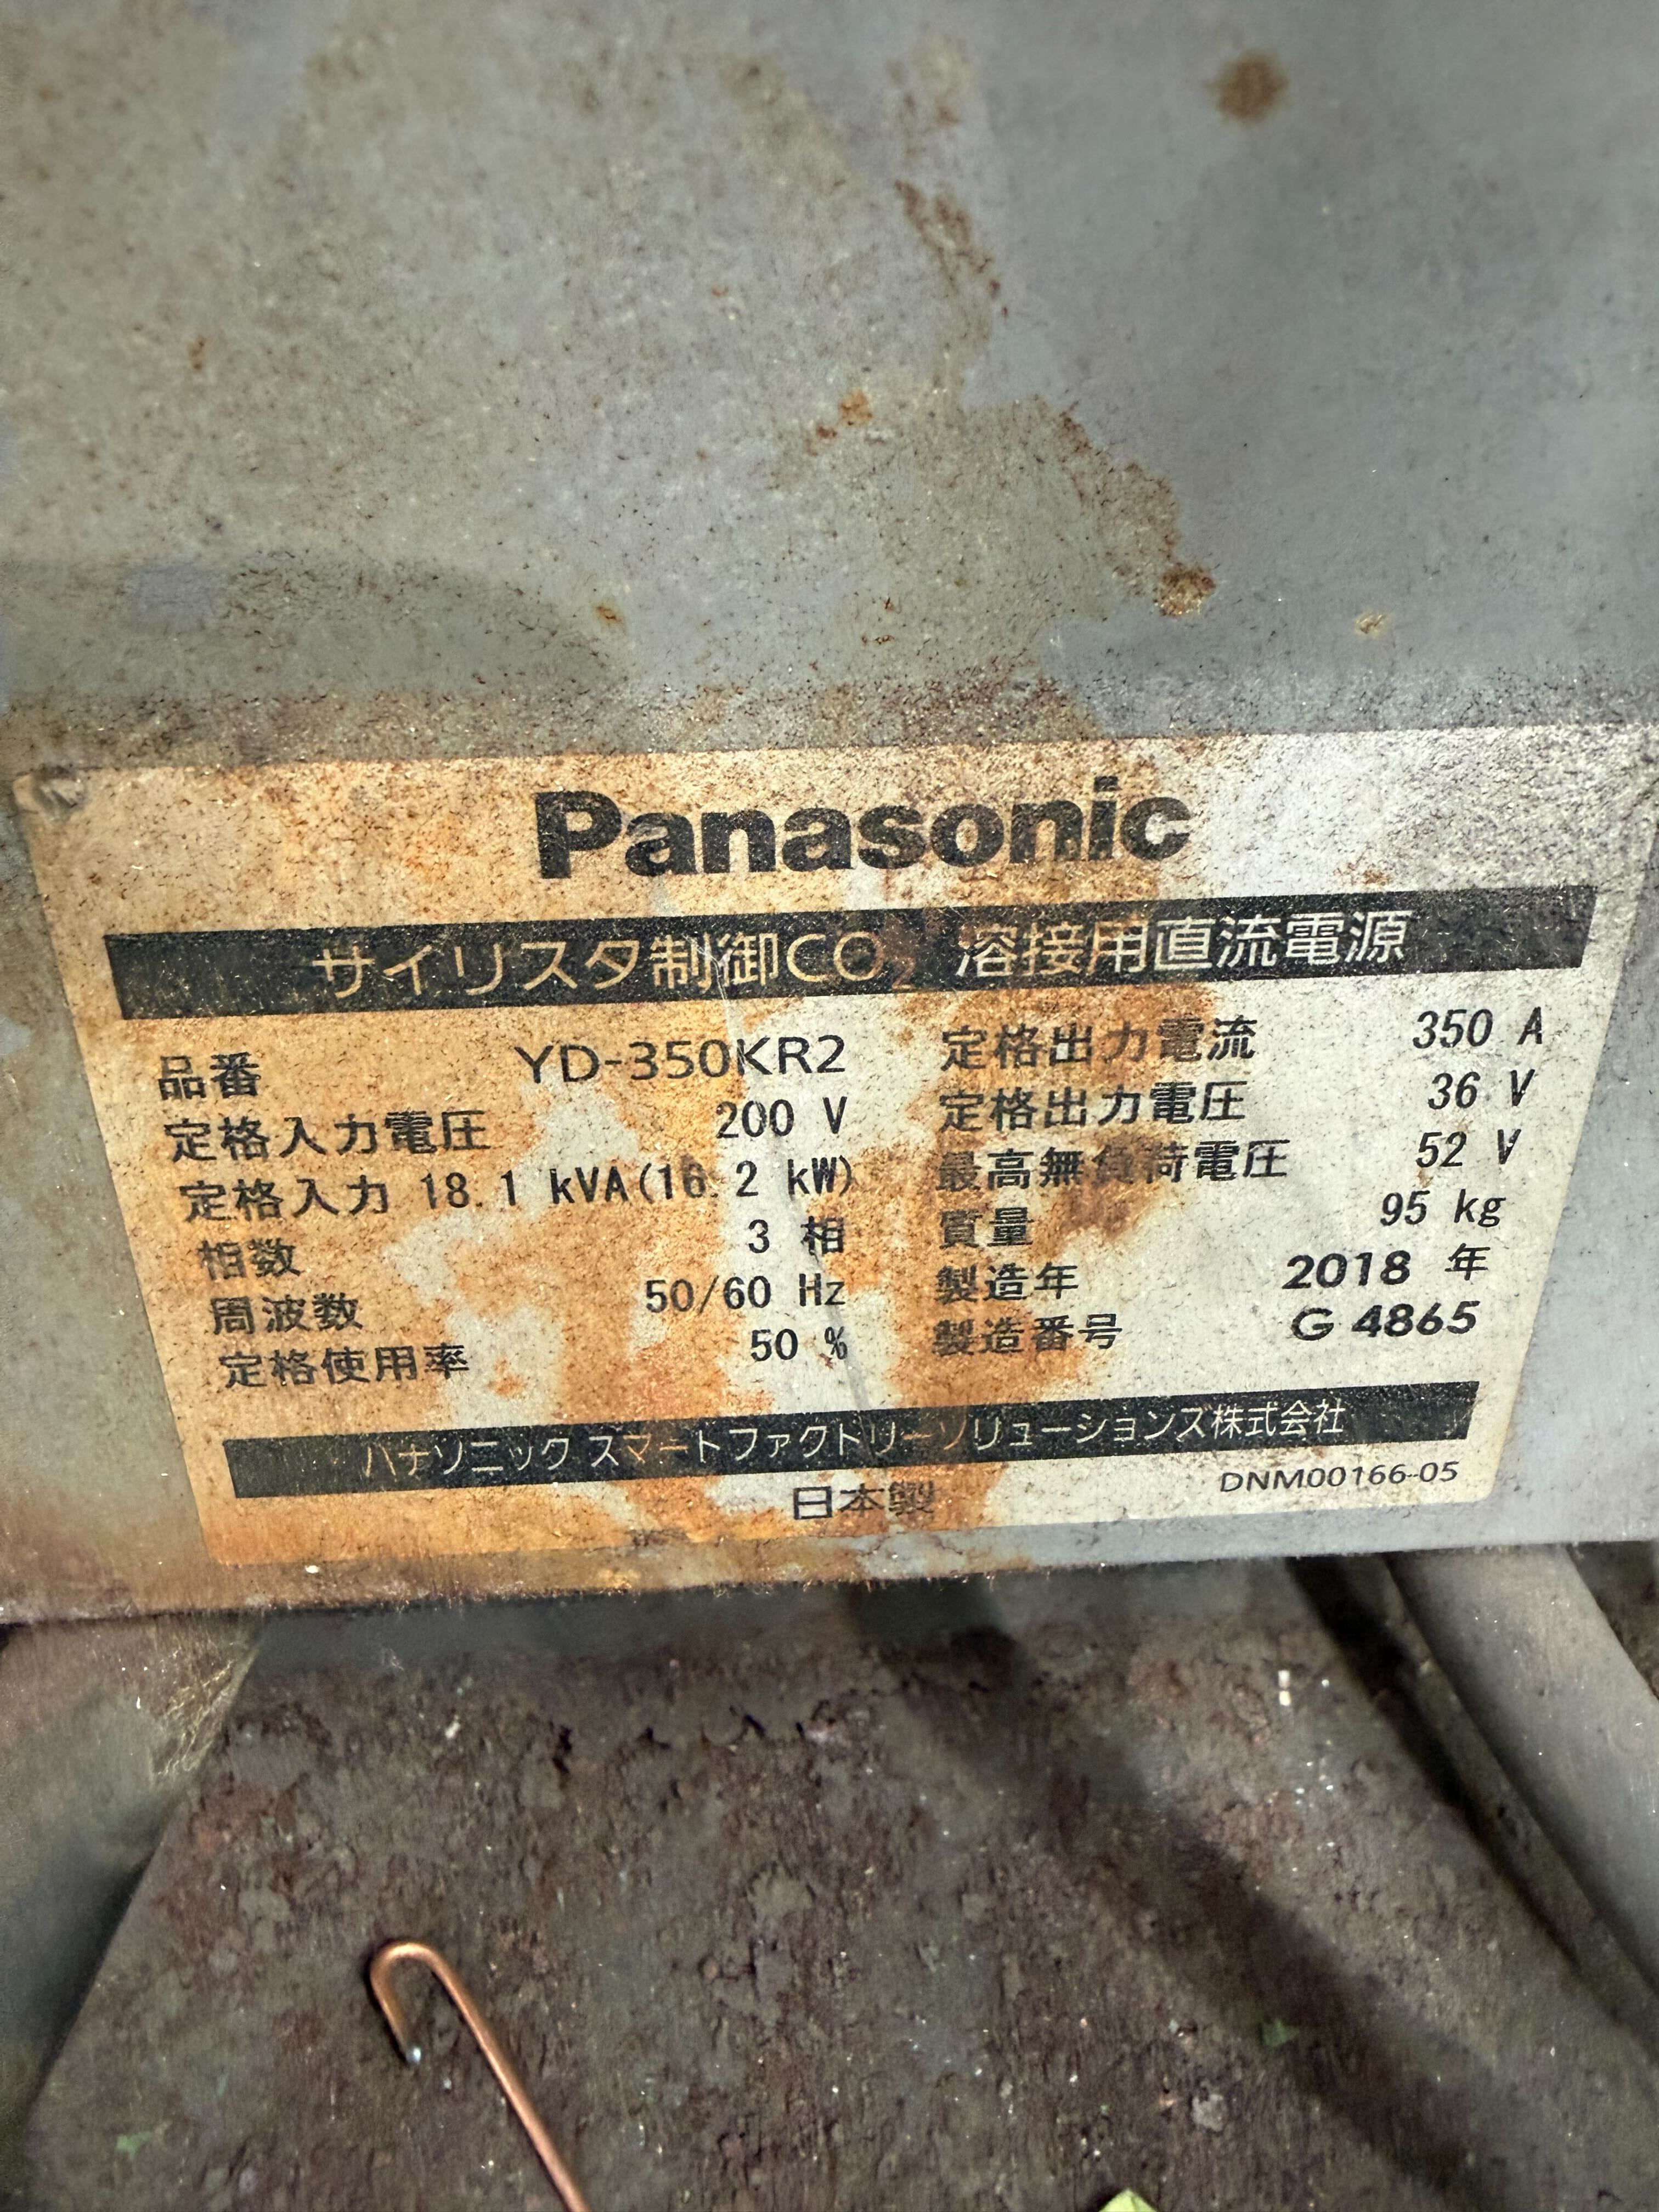 Panasonic
サイリスタ制御CO₂ 溶接用直流電源
品番 YD-350KR2
定格入力電圧 200 V
定格入力 18.1 kVA(16.2 kW)
相数 3 相
周波数 50/60 Hz
定格使用率 50 %
定格出力電流 350 A
定格出力電圧 36 V
最高無負荷電圧 52 V
質量 95 kg
製造年 2018 年
製造番号 G 4865
パナソニック スマートファクトリーソリューションズ株式会社
日本製
DNM00166-05